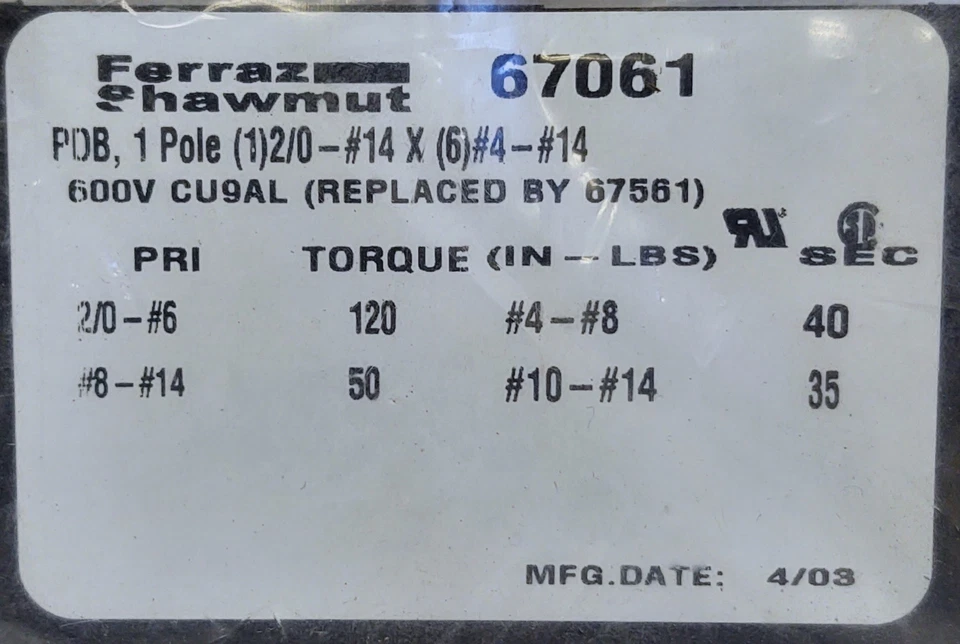 Ferraz
Shawmut
67061
PDB, 1 Pole (1)2/0-#14 X (6)#4-#14
600V CU9AL (REPLACED BY 67561)
PRI TORQUE (IN-LBS) SEC
2/0-#6 120 #4-#8 40
#8-#14 50 #10-#14 35
MFG.DATE: 4/03